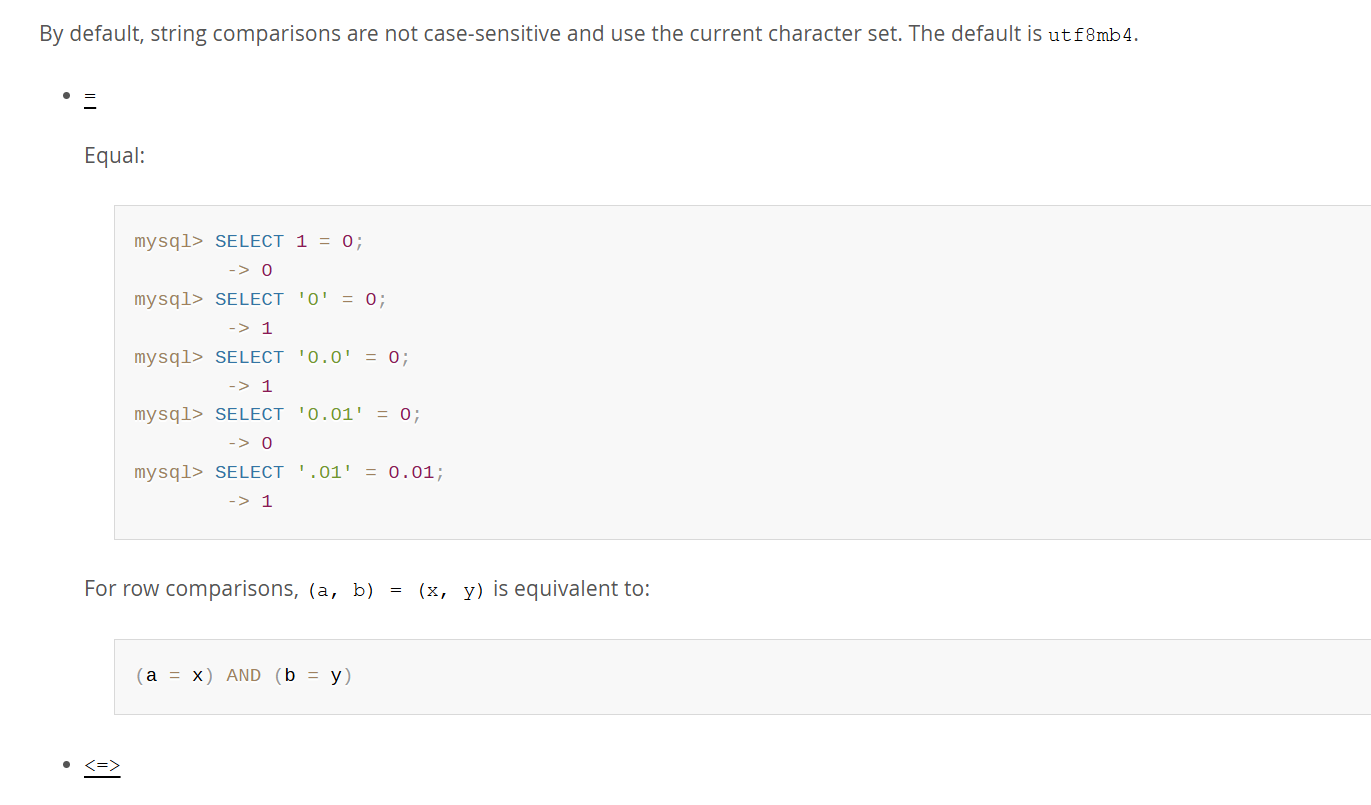 By default, string comparisons are not case-sensitive and use the current character set. The default is utf8mb4.
• =
Equal:
mysql> SELECT 1 = 0;
-> 0
mysql> SELECT '0' = 0;
-> 1
mysql> SELECT '0.0' = 0;
-> 1
mysql> SELECT '0.01' = 0;
-> 0
mysql> SELECT '.01' = 0.01;
-> 1
For row comparisons, (a, b) = (x, y) is equivalent to:
(a = x) AND (b = y)
• <=>